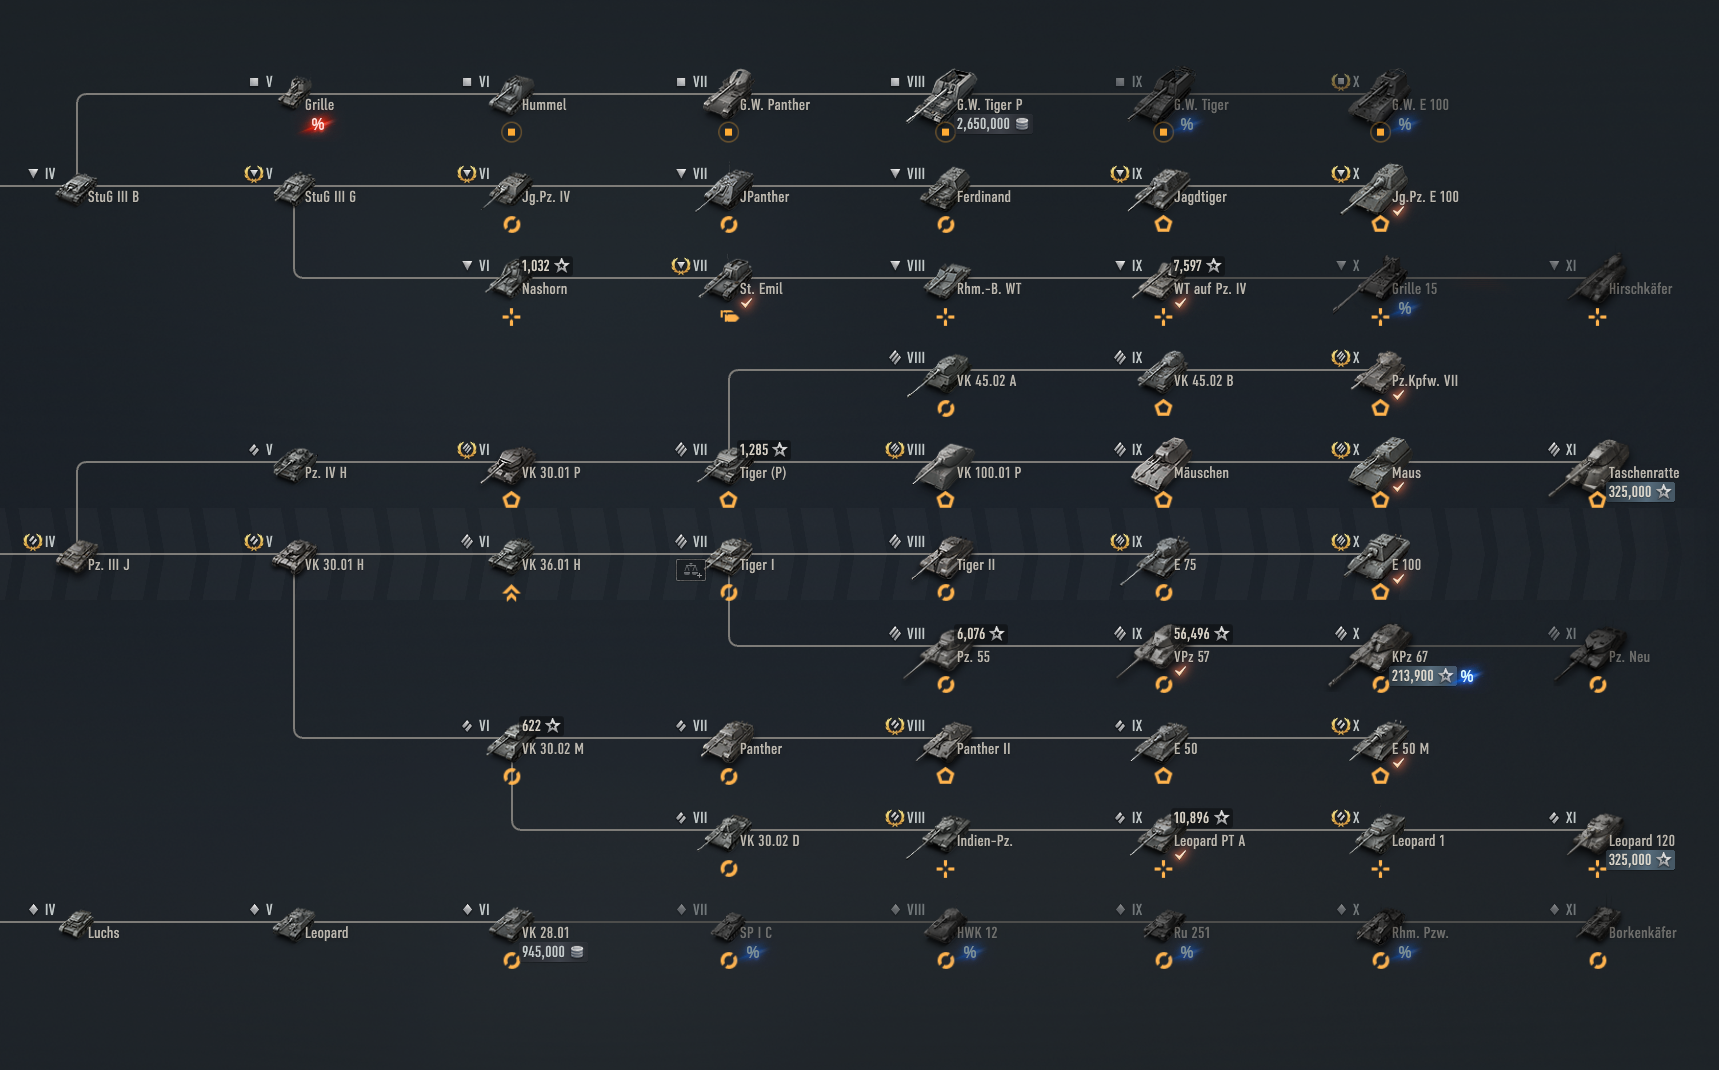 V VI VII VIII IX X
Grille Hummel G.W. Panther G.W. Tiger P G.W. Tiger G.W. E 100
% 2,650,000 % %
IV V VI VII VIII IX X
StuG III B StuG III G Jg.Pz. IV JPanther Ferdinand Jagdtiger Jg.Pz. E 100
VI 1,032 VII VIII IX 7,597 X XI
Nashorn St. Emil Rhm.-B. WT WT auf Pz. IV Grille 15 Hirschkäfer
%
VIII IX X
VK 45.02 A VK 45.02 B Pz.Kpfw. VII
V VI VII 1,285 VIII IX X XI
Pz. IV H VK 30.01 P Tiger (P) VK 100.01 P Mäuschen Maus Taschenratte
325,000
IV V VI VII VIII IX X
Pz. III J VK 30.01 H VK 36.01 H Tiger I Tiger II E 75 E 100
VIII 6,076 IX 56,496 X XI
Pz. 55 VPz 57 KPz 67 Pz. Neu
213,900 %
VI 622 VII VIII IX X
VK 30.02 M Panther Panther II E 50 E 50 M
VII VIII IX 10,896 X XI
VK 30.02 D Indien-Pz. Leopard PT A Leopard 1 Leopard 120
325,000
IV V VI VII VIII IX X XI
Luchs Leopard VK 28.01 SP I C HWK 12 Ru 251 Rhm. Pzw. Borkenkäfer
945,000 % % % %